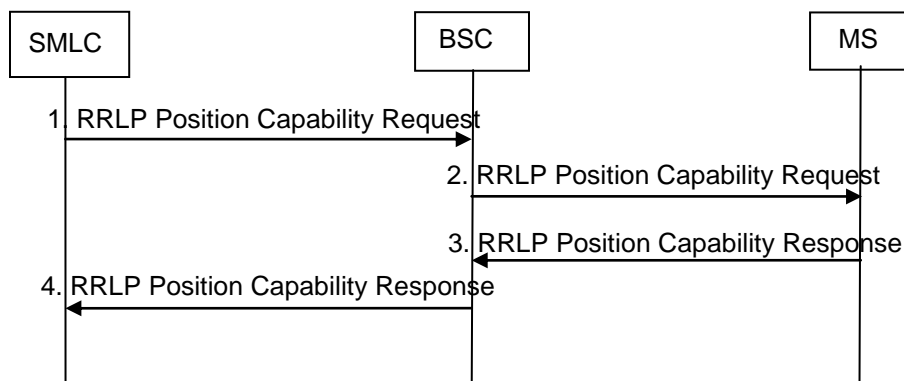 SMLC
BSC
MS
1. RRLP Position Capability Request
2. RRLP Position Capability Request
3. RRLP Position Capability Response
4. RRLP Position Capability Response